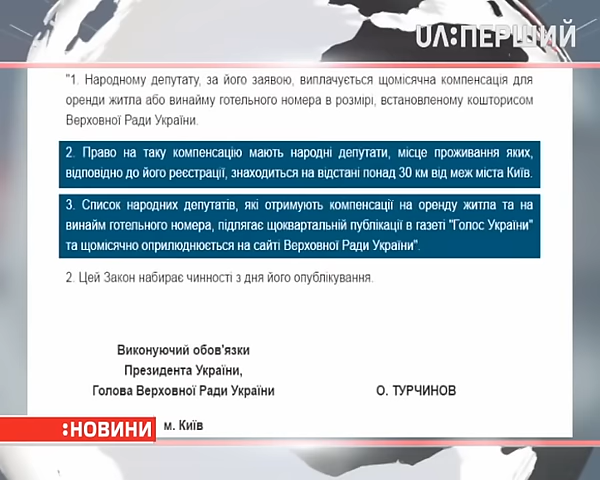 UA:ПЕРШИЙ
"1. Народному депутату, за його заявою, виплачується щомісячна компенсація для
оренди житла або винайму готельного номера в розмірі, встановленому кошторисом
Верховної Ради України.
2. Право на таку компенсацію мають народні депутати, місце проживання яких,
відповідно до його реєстрації, знаходиться на відстані понад 30 км від меж міста Київ.
3. Список народних депутатів, які отримують компенсації на оренду житла та на
винайм готельного номера, підлягає щоквартальній публікації в газеті "Голос України"
та щомісячно оприлюднюється на сайті Верховної Ради України".
2. Цей Закон набирає чинності з дня його опублікування.
Виконуючий обов'язки
Президента України,
Голова Верховної Ради України О. ТУРЧИНОВ
:НОВИНИ м. Київ